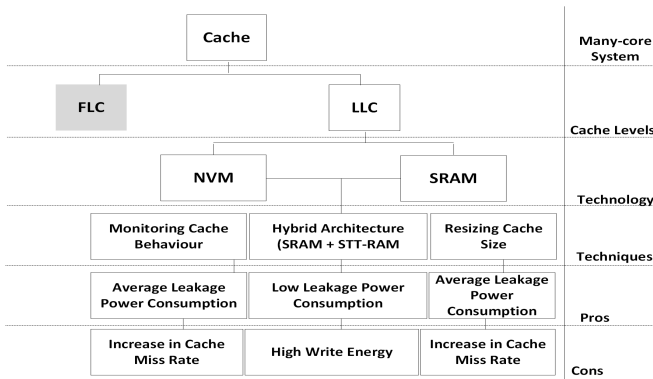 Cache
Many-core
System
FLC
LLC
Cache Levels
NVM
SRAM
Technology
Monitoring Cache
Behaviour
Hybrid Architecture
(SRAM + STT-RAM
Resizing Cache
Size
Techniques
Average Leakage
Power Consumption
Low Leakage Power
Consumption
Average Leakage
Power
Consumption
Pros
Increase in Cache
Miss Rate
High Write Energy
Increase in Cache
Miss Rate
Cons